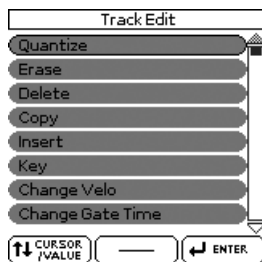 Track Edit
Quantize
Erase
Delete
Copy
Insert
Key
Change Velo
Change Gate Time
CURSOR
/VALUE
ENTER